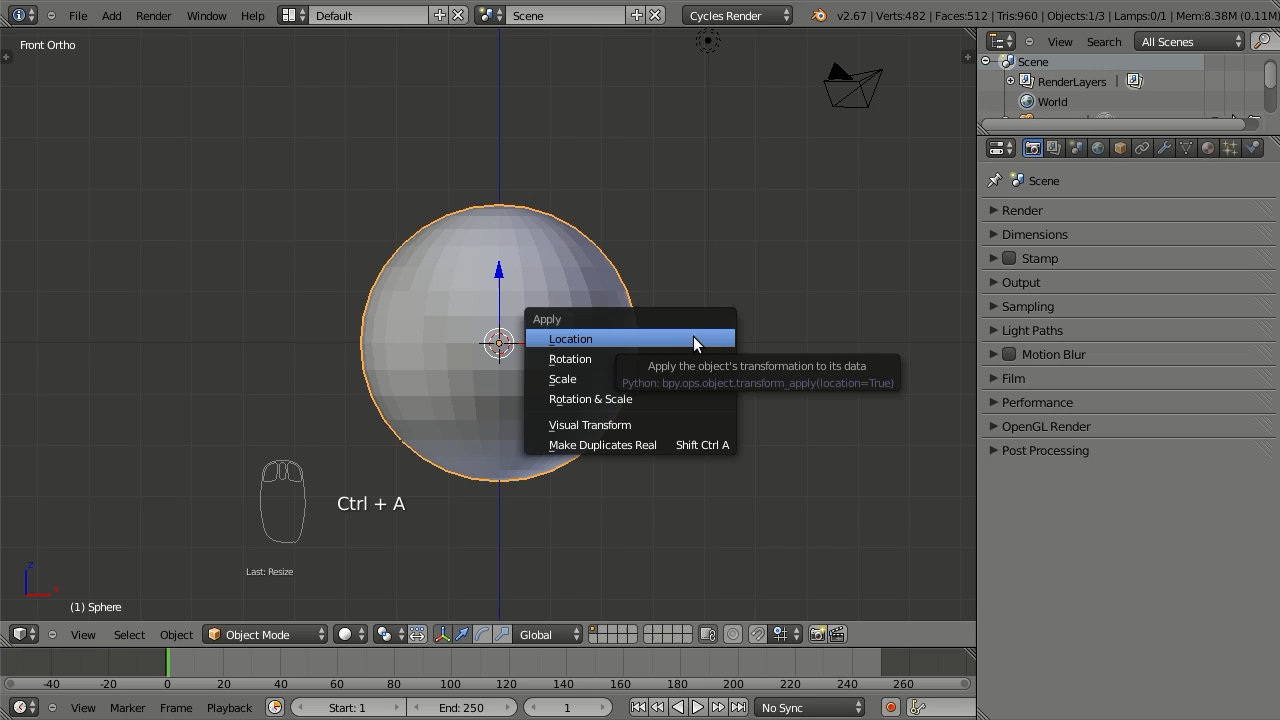 File Add Render Window Help Default Scene Cycles Render v2.67 | Verts:482 | Faces:512 | Tris:960 | Objects:1/3 | Lamps:0/1 | Mem:8.38M (0.11M
Front Ortho
View Search All Scenes
Scene
RenderLayers
World
Scene
Render
Dimensions
Stamp
Output
Sampling
Light Paths
Motion Blur
Film
Performance
OpenGL Render
Post Processing
Apply
Location
Rotation
Scale
Rotation & Scale
Visual Transform
Make Duplicates Real Shift Ctrl A
Apply the object's transformation to its data
Python: bpy.ops.object.transform_apply(location=True)
Ctrl + A
Last: Resize
z
x
(1) Sphere
View Select Object Object Mode Global
-40 -20 0 20 40 60 80 100 120 140 160 180 200 220 240 260
View Marker Frame Playback Start: 1 End: 250 1 No Sync